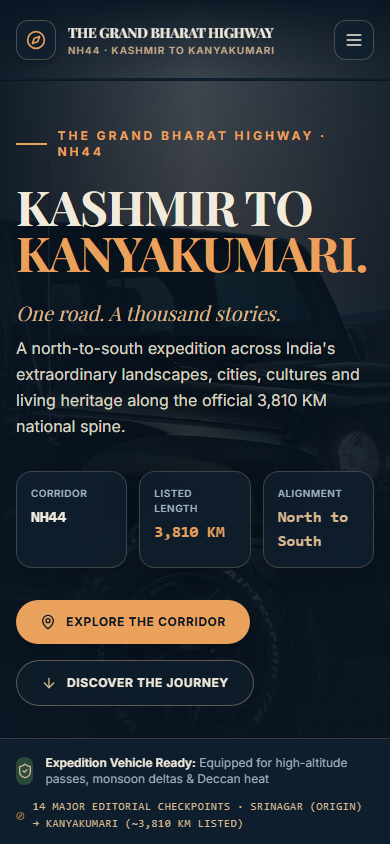 THE GRAND BHARAT HIGHWAY
NH44 · KASHMIR TO KANYAKUMARI
THE GRAND BHARAT HIGHWAY ·
NH44
KASHMIR TO
KANYAKUMARI.
One road. A thousand stories.
A north-to-south expedition across India's
extraordinary landscapes, cities, cultures and
living heritage along the official 3,810 KM
national spine.
CORRIDOR
NH44
LISTED
LENGTH
3,810 KM
ALIGNMENT
North to
South
EXPLORE THE CORRIDOR
DISCOVER THE JOURNEY
Expedition Vehicle Ready: Equipped for high-altitude
passes, monsoon deltas & Deccan heat
14 MAJOR EDITORIAL CHECKPOINTS · SRINAGAR (ORIGIN)
→ KANYAKUMARI (~3,810 KM LISTED)